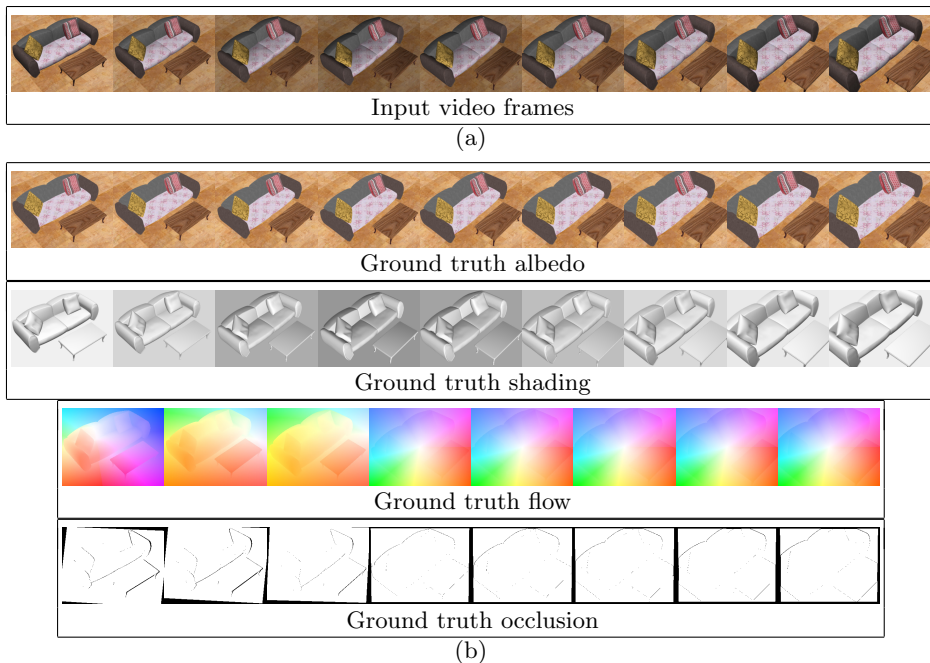 Input video frames
(a)
Ground truth albedo
Ground truth shading
Ground truth flow
Ground truth occlusion
(b)